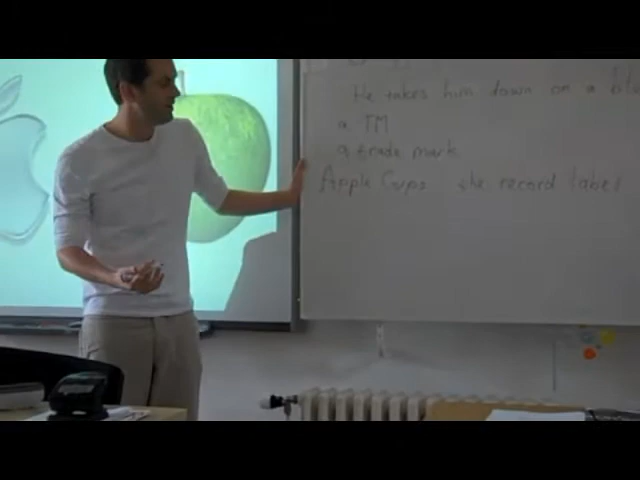 He takes him down on a
a TM
a trade mark
Apple Corps the record label